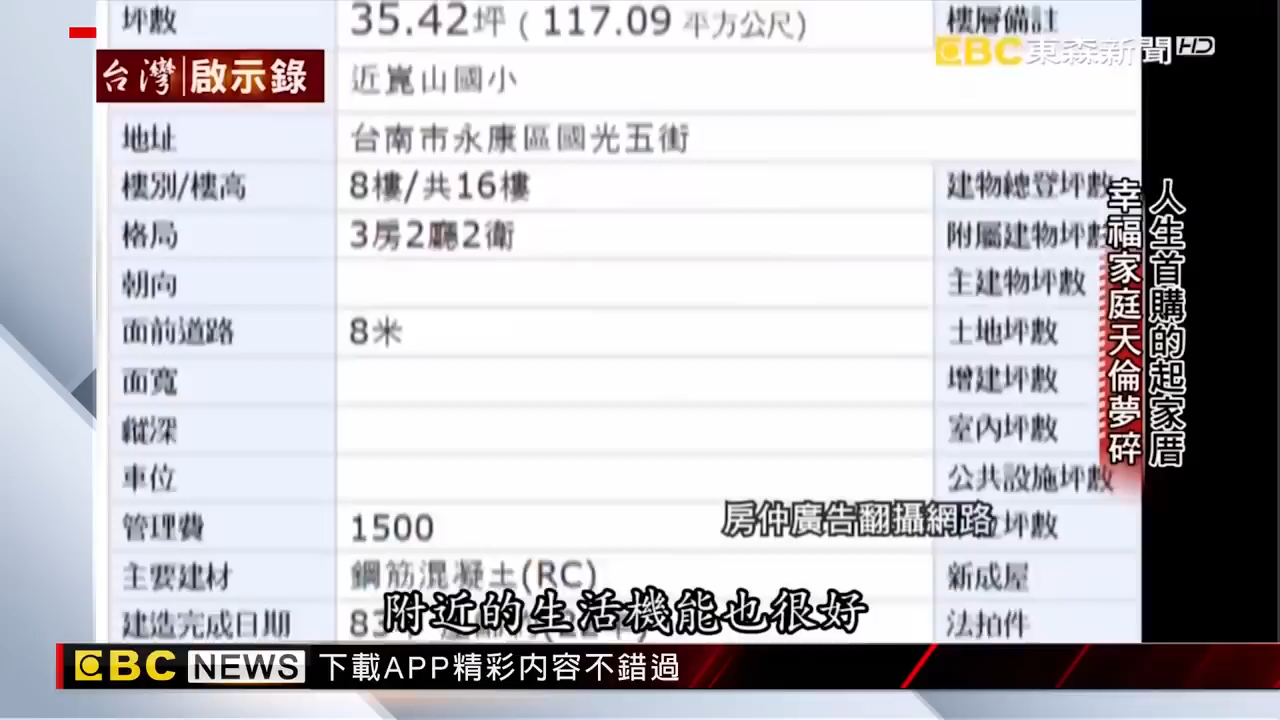 坪數 35.42坪 ( 117.09 平方公尺) 樓層備註
EBC 東森新聞 HD
台灣 啟示錄
近崑山國小
地址 台南市永康區國光五街
樓別/樓高 8樓/共16樓 建物總登坪數
格局 3房2廳2衛 附屬建物坪數
朝向 主建物坪數
面前道路 8米 土地坪數
面寬 增建坪數
縱深 室內坪數
車位 公共設施坪數
管理費 1500 坪數
主要建材 鋼筋混凝土(RC) 新成屋
建造完成日期 83年 法拍件
人生首購的起家厝
幸福家庭天倫夢碎
房仲廣告翻攝網路
附近的生活機能也很好
EBC NEWS 下載APP精彩內容不錯過